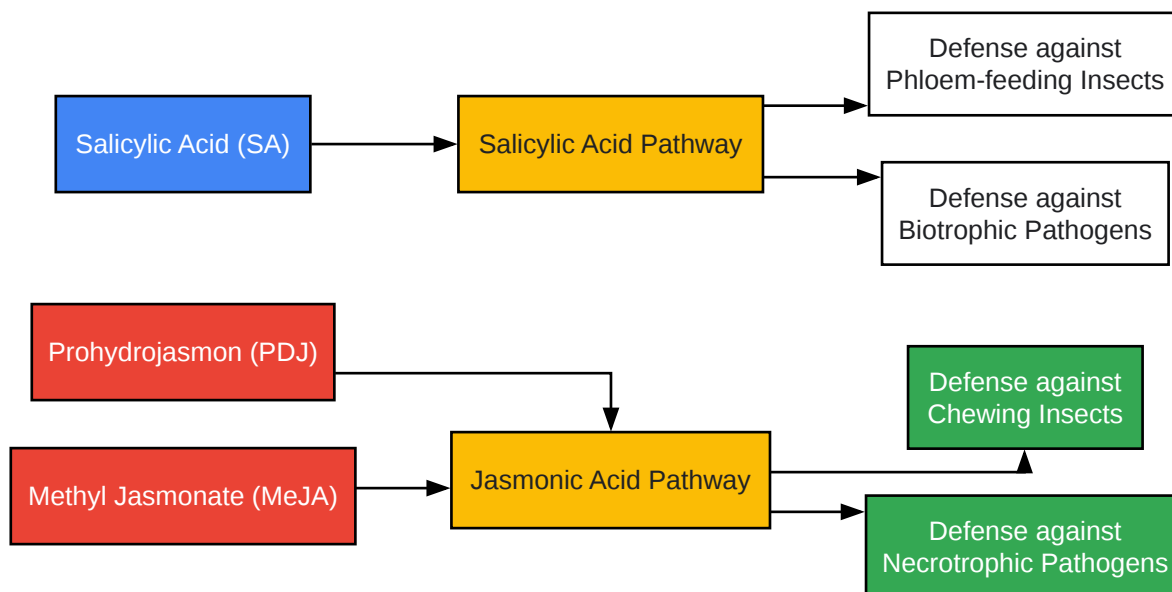 Defense against
Phloem-feeding Insects
Salicylic Acid (SA)
Salicylic Acid Pathway
Defense against
Biotrophic Pathogens
Prohydrojasmon (PDJ)
Defense against
Chewing Insects
Methyl Jasmonate (MeJA)
Jasmonic Acid Pathway
Defense against
Necrotrophic Pathogens